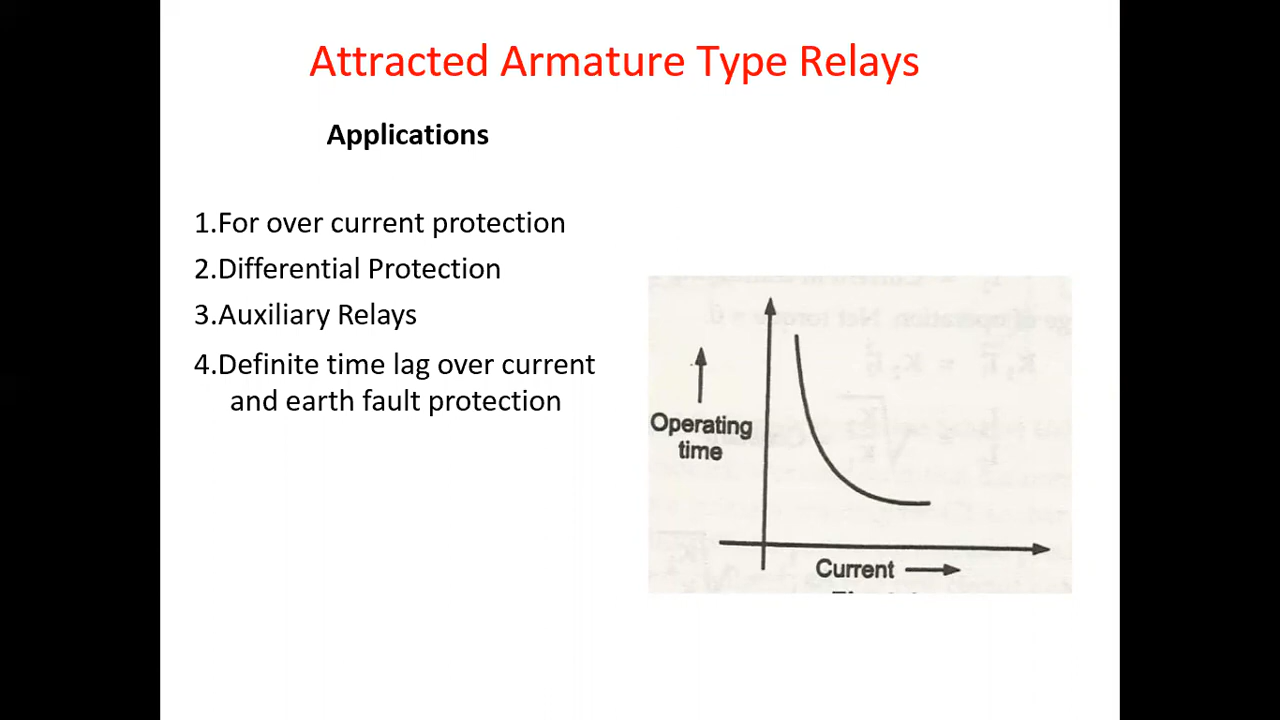 Attracted Armature Type Relays
Applications
1.For over current protection
2.Differential Protection
3.Auxiliary Relays
4.Definite time lag over current
and earth fault protection
Operating
time
Current